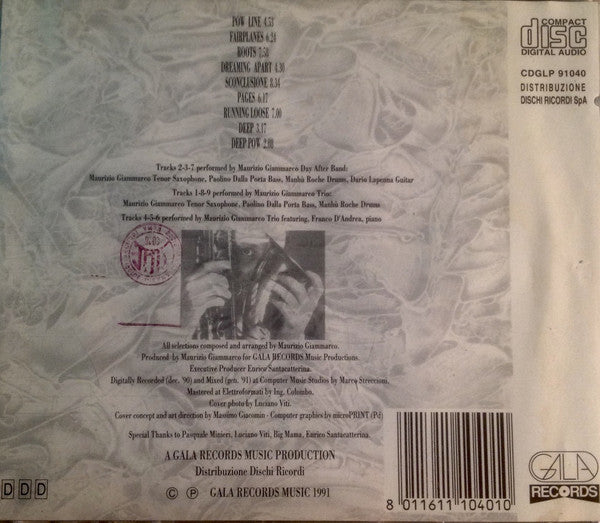 POW LINE 4.53
FAIRPLANES 6.24
ROOTS 7.58
DREAMING APART 4.30
SCONCLUSIONE 8.34
PAGES 6.17
RUNNING LOOSE 7.00
DEEP 3.17
DEEP POW 2.08
COMPACT
disc
DIGITAL AUDIO
CDGLP 91040
DISTRIBUZIONE
DISCHI RICORDI SpA
Tracks 2-3-7 performed by Maurizio Giammarco Day After Band:
Maurizio Giammarco Tenor Saxophone, Paolino Dalla Porta Bass, Manhù Roche Drums, Dario Lapenna Guitar
Tracks 1-8-9 performed by Maurizio Giammarco Trio:
Maurizio Giammarco Tenor Saxophone, Paolino Dalla Porta Bass, Manhù Roche Drums
Tracks 4-5-6 performed by Maurizio Giammarco Trio featuring, Franco D'Andrea, piano
All selections composed and arranged by Maurizio Giammarco.
Produced by Maurizio Giammarco for GALA RECORDS Music Productions.
Executive Producer Enrico Santacatterina.
Digitally Recorded (dec. '90) and Mixed (gen. '91) at Computer Music Studios by Marco Streccioni.
Mastered at Elettroformati by Ing. Colombo.
Cover photo by Luciano Viti.
Cover concept and art direction by Massimo Giacomin - Computer graphics by microPRINT (Pd)
Special Thanks to Pasquale Minieri, Luciano Viti, Big Mama, Enrico Santacatterina.
A GALA RECORDS MUSIC PRODUCTION
Distribuzione Dischi Ricordi
© ℗ GALA RECORDS MUSIC 1991
DDD
8 011611 104010
GALA
RECORDS